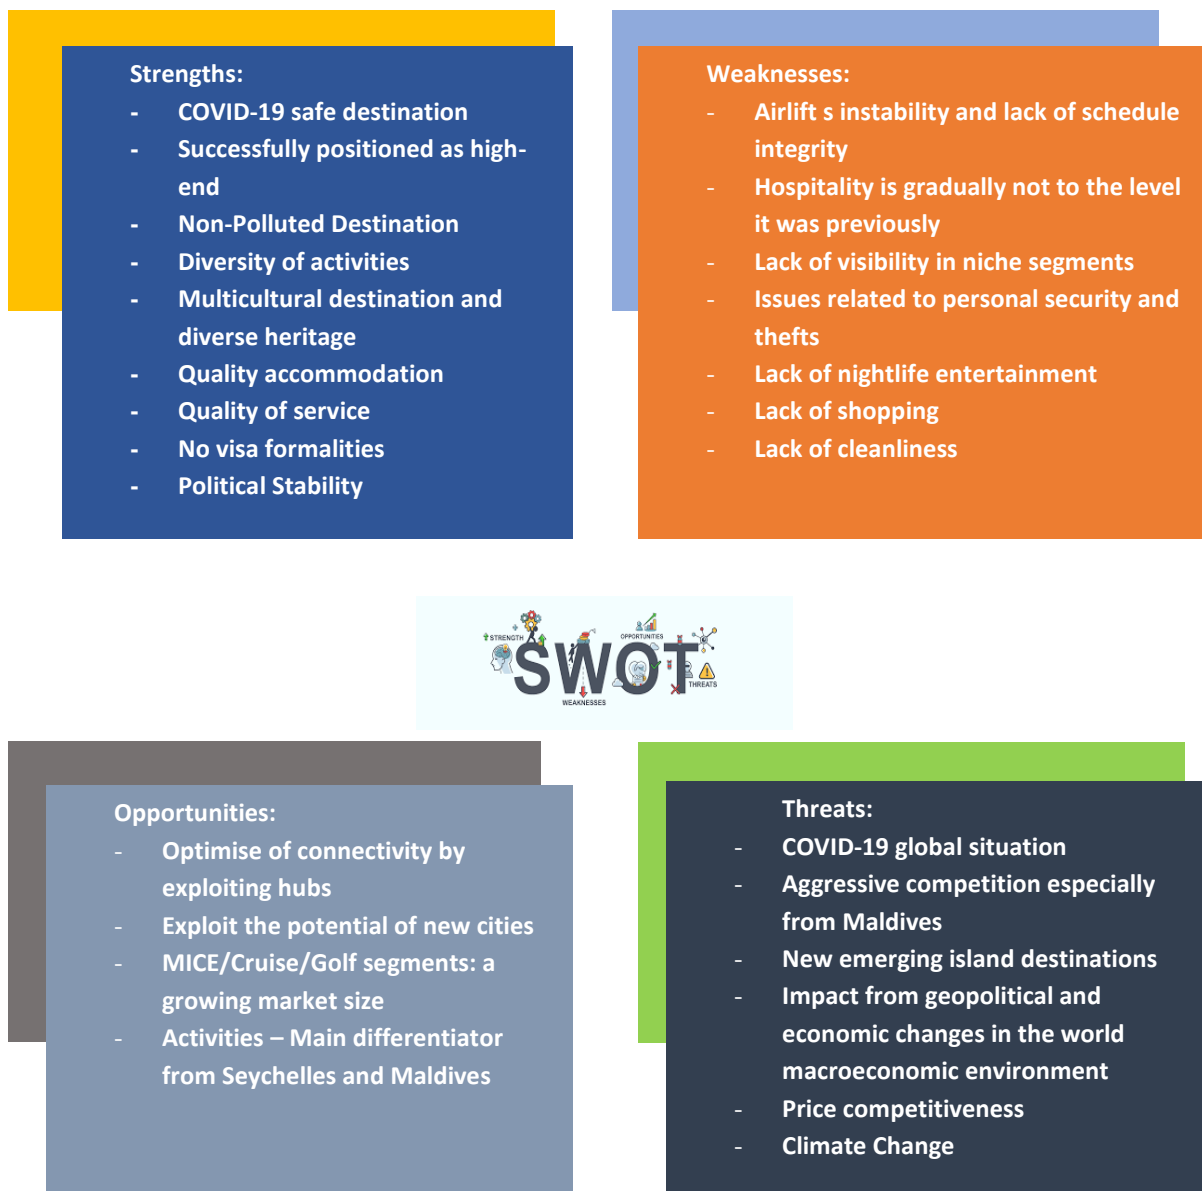 Strengths:
- COVID-19 safe destination
- Successfully positioned as high-
end
- Non-Polluted Destination
- Diversity of activities
- Multicultural destination and
diverse heritage
- Quality accommodation
- Quality of service
- No visa formalities
- Political Stability
Weaknesses:
- Airlift s instability and lack of schedule
integrity
- Hospitality is gradually not to the level
it was previously
- Lack of visibility in niche segments
- Issues related to personal security and
thefts
- Lack of nightlife entertainment
- Lack of shopping
- Lack of cleanliness
STRENGTH
OPPORTUNITIES
SWOT
THREATS
WEAKNESSES
Opportunities:
- Optimise of connectivity by
exploiting hubs
- Exploit the potential of new cities
- MICE/Cruise/Golf segments: a
growing market size
- Activities – Main differentiator
from Seychelles and Maldives
Threats:
- COVID-19 global situation
- Aggressive competition especially
from Maldives
- New emerging island destinations
- Impact from geopolitical and
economic changes in the world
macroeconomic environment
- Price competitiveness
- Climate Change